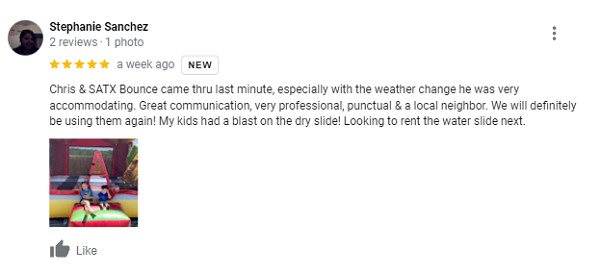 Stephanie Sanchez
2 reviews · 1 photo
★★★★★ a week ago NEW
Chris & SATX Bounce came thru last minute, especially with the weather change he was very
accommodating. Great communication, very professional, punctual & a local neighbor. We will definitely
be using them again! My kids had a blast on the dry slide! Looking to rent the water slide next.
Like